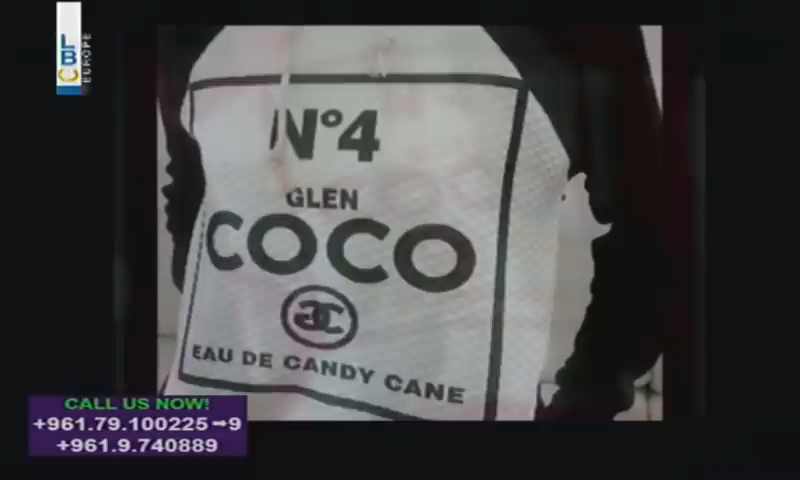 LBC
EUROPE
N°4
GLEN
COCO
GC
EAU DE CANDY CANE
CALL US NOW!
+961.79.100225➡9
+961.9.740889